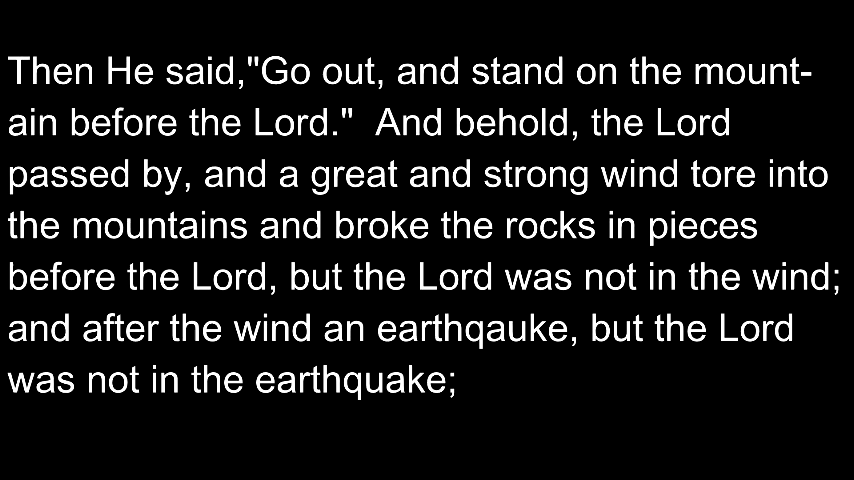 Then He said,"Go out, and stand on the mount-
ain before the Lord."  And behold, the Lord
passed by, and a great and strong wind tore into
the mountains and broke the rocks in pieces
before the Lord, but the Lord was not in the wind;
and after the wind an earthqauke, but the Lord
was not in the earthquake;